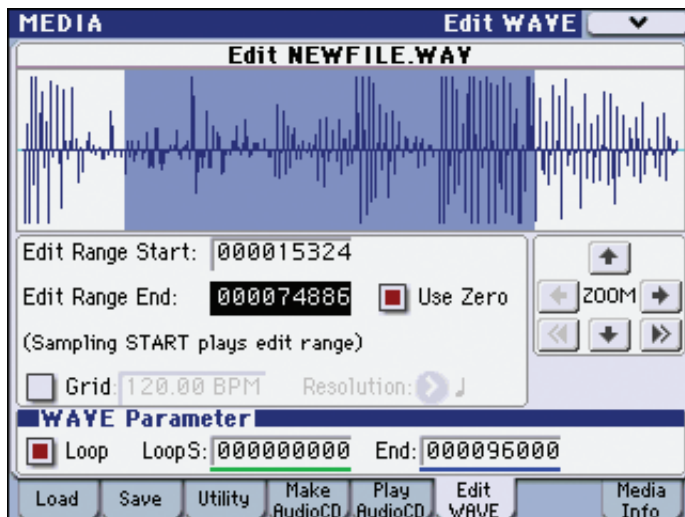 MEDIA Edit WAVE
Edit NEWFILE.WAV
Edit Range Start: 000015324
Edit Range End: 000074886 Use Zero
ZOOM
(Sampling START plays edit range)
Grid: 120.00 BPM Resolution:
WAVE Parameter
Loop LoopS: 000000000 End: 000096000
Load Save Utility Make AudioCD Play AudioCD Edit WAVE Media Info